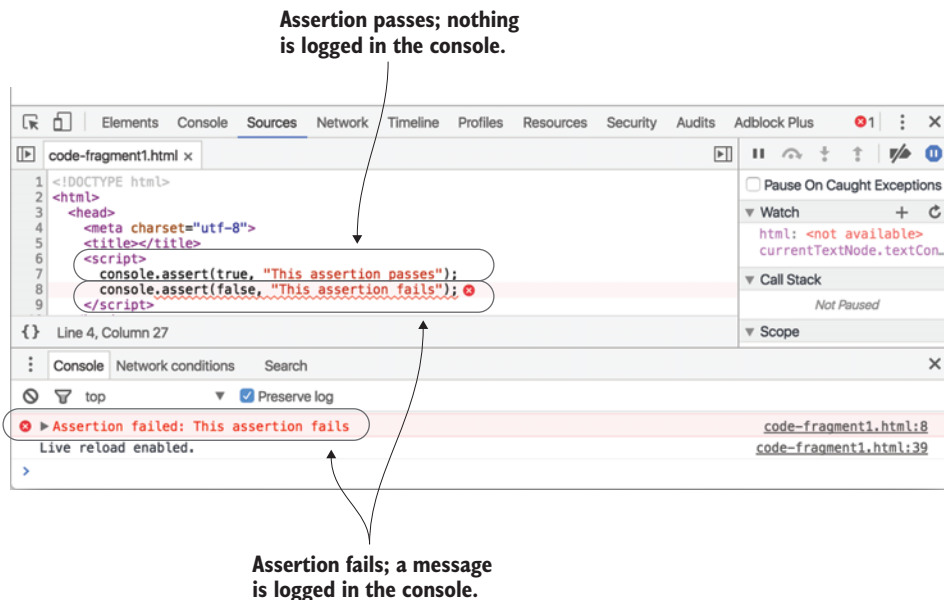 Assertion passes; nothing
is logged in the console.
Elements Console Sources Network Timeline Profiles Resources Security Audits Adblock Plus 1
code-fragment1.html ×
1 <!DOCTYPE html>
2 <html>
3 <head>
4 <meta charset="utf-8">
5 <title></title>
6 <script>
7 console.assert(true, "This assertion passes");
8 console.assert(false, "This assertion fails");
9 </script>
{ } Line 4, Column 27
Pause On Caught Exceptions
Watch
html: <not available>
currentTextNode.textCon…
Call Stack
Not Paused
Scope
Console Network conditions Search
top Preserve log
Assertion failed: This assertion fails code-fragment1.html:8
Live reload enabled. code-fragment1.html:39
>
Assertion fails; a message
is logged in the console.